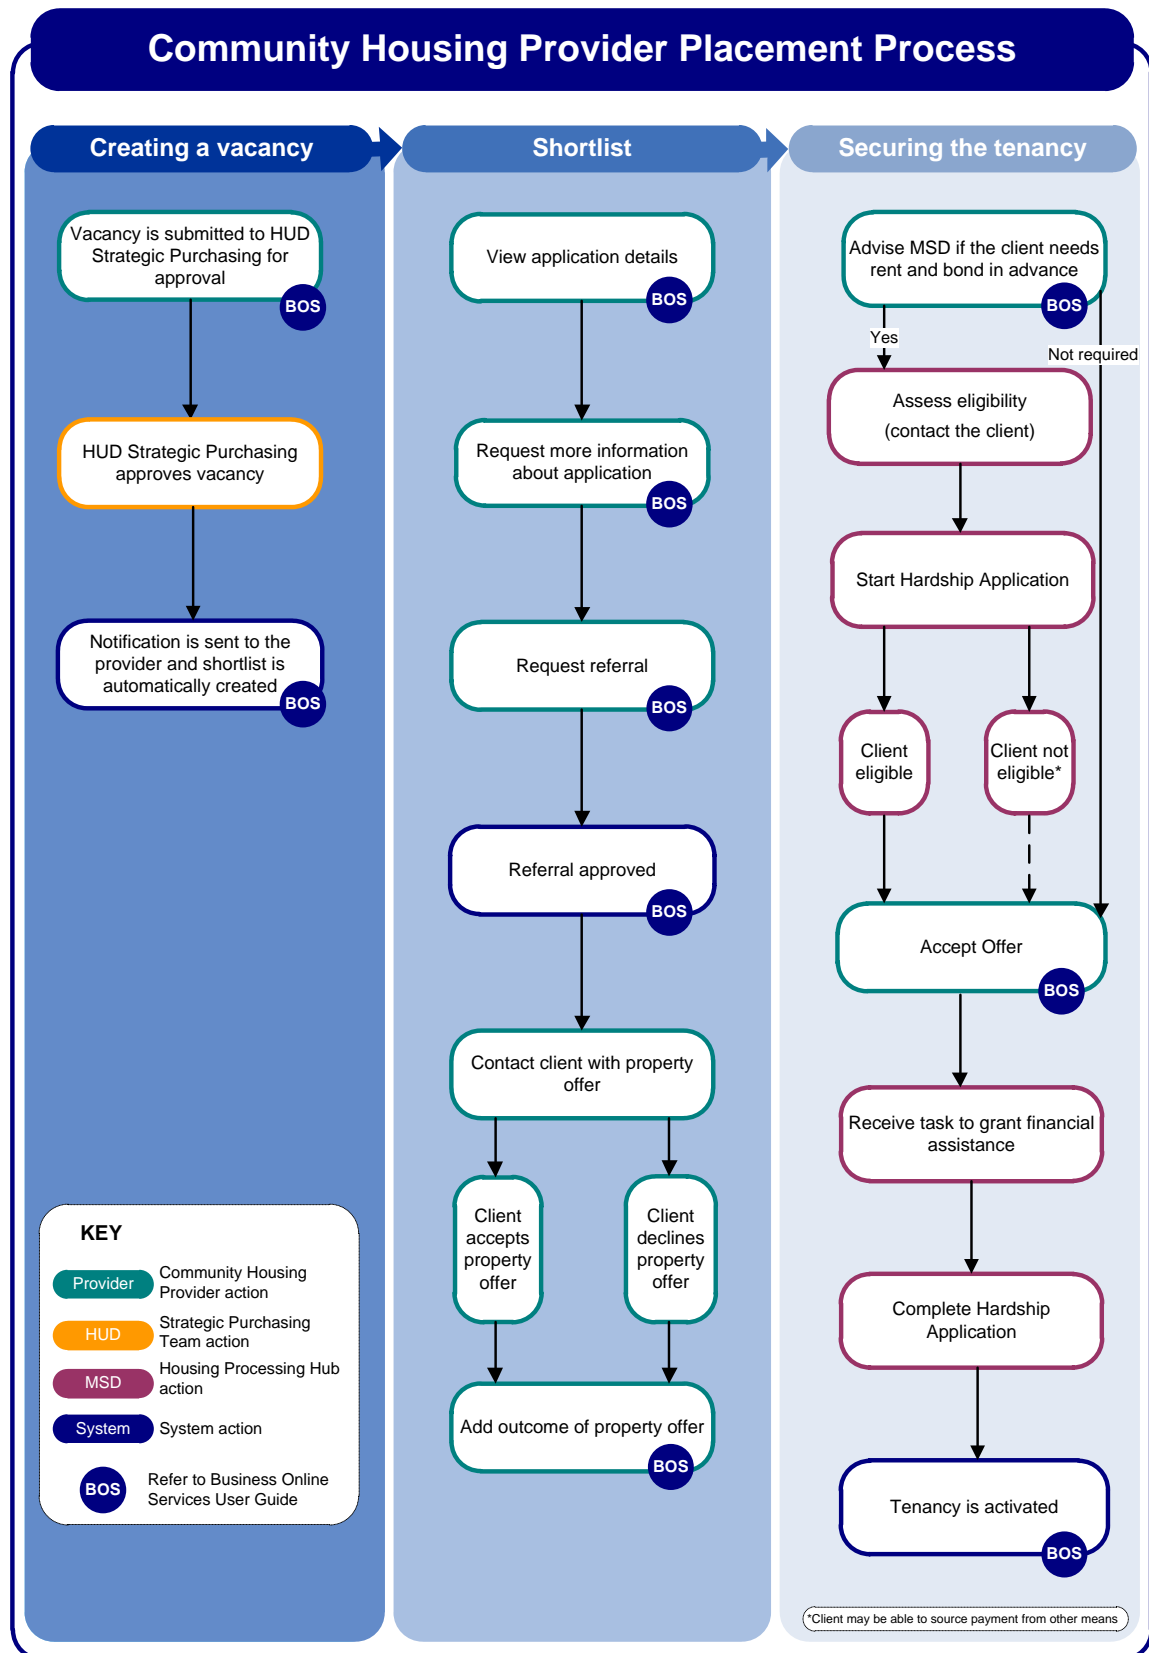 Community Housing Provider Placement Process
Creating a vacancy
Vacancy is submitted to HUD
Strategic Purchasing for
approval
BOS
HUD Strategic Purchasing
approves vacancy
Notification is sent to the
provider and shortlist is
automatically created
BOS
KEY
Provider
Community Housing
Provider action
HUD
Strategic Purchasing
Team action
MSD
Housing Processing Hub
action
System
System action
BOS
Refer to Business Online
Services User Guide
Shortlist
View application details
BOS
Request more information
about application
BOS
Request referral
BOS
Referral approved
BOS
Contact client with property
offer
Client
accepts
property
offer
Client
declines
property
offer
Add outcome of property offer
BOS
Securing the tenancy
Advise MSD if the client needs
rent and bond in advance
BOS
Yes
Not required
Assess eligibility
(contact the client)
Start Hardship Application
Client
eligible
Client not
eligible*
Accept Offer
BOS
Receive task to grant financial
assistance
Complete Hardship
Application
Tenancy is activated
BOS
*Client may be able to source payment from other means